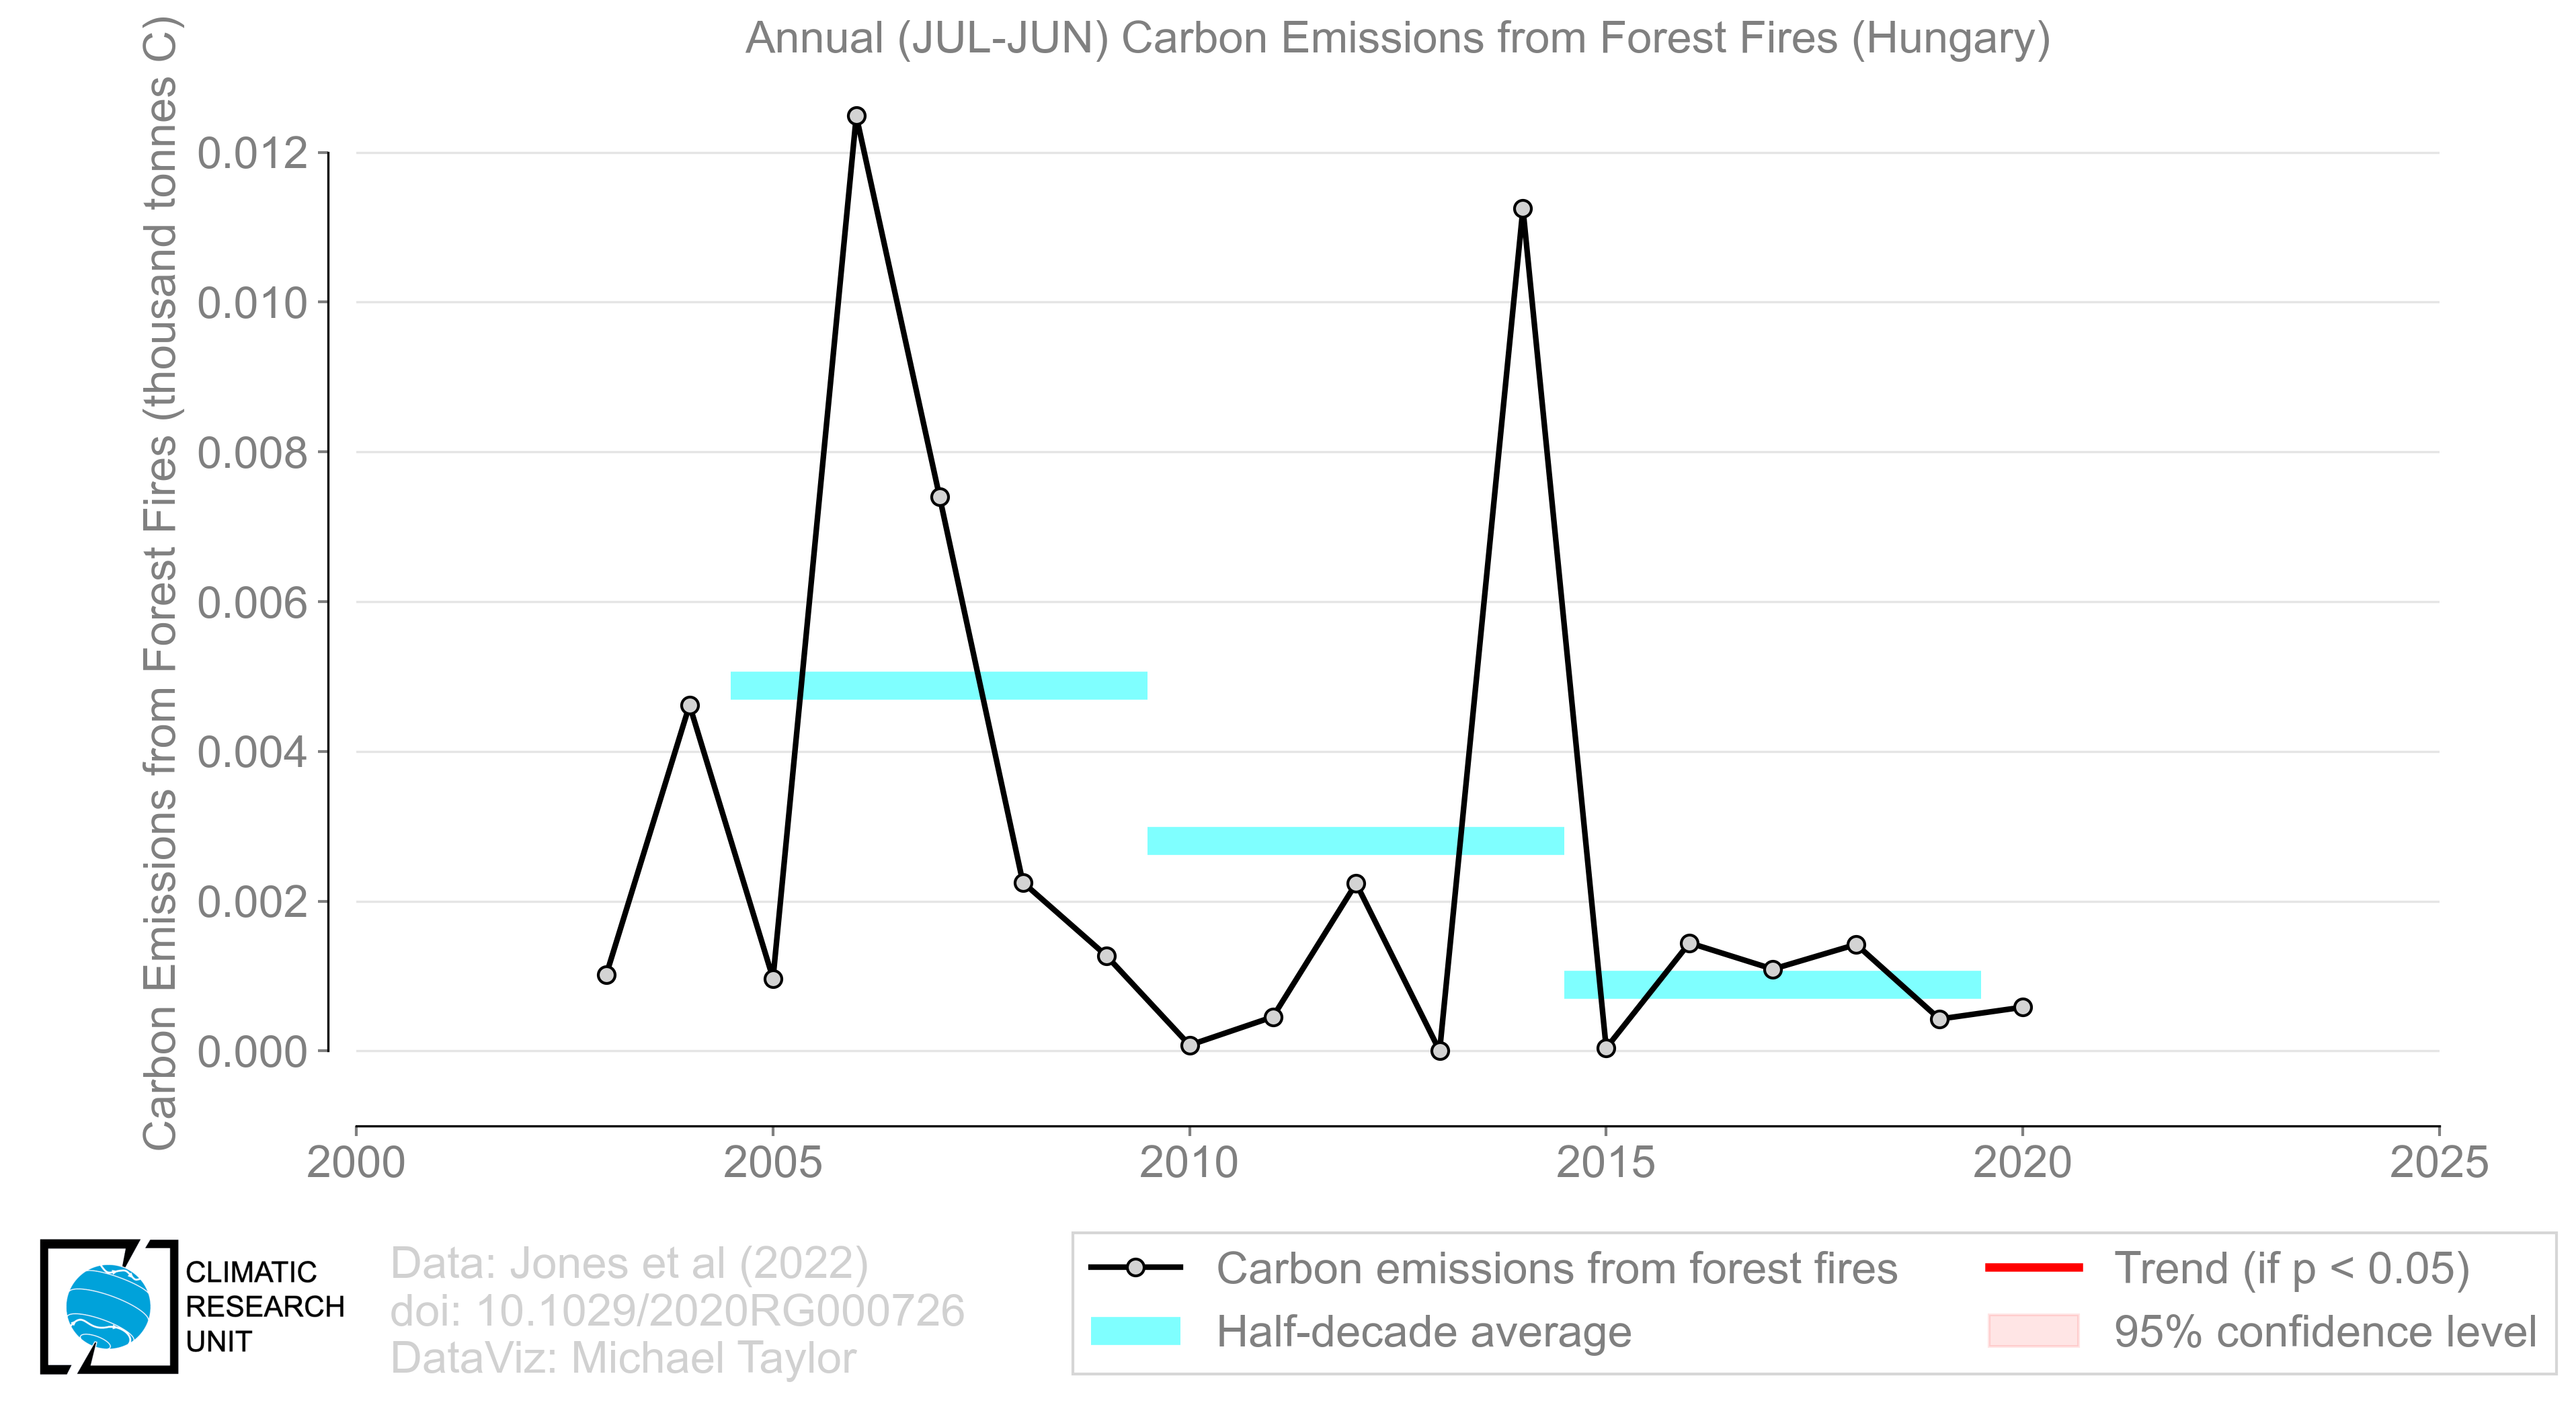 Annual (JUL-JUN) Carbon Emissions from Forest Fires (Hungary)
Carbon Emissions from Forest Fires (thousand tonnes C)
0.012
0.010
0.008
0.006
0.004
0.002
0.000
2000 2005 2010 2015 2020 2025
CLIMATIC
RESEARCH
UNIT
Data: Jones et al (2022)
doi: 10.1029/2020RG000726
DataViz: Michael Taylor
Carbon emissions from forest fires
Half-decade average
Trend (if p < 0.05)
95% confidence level